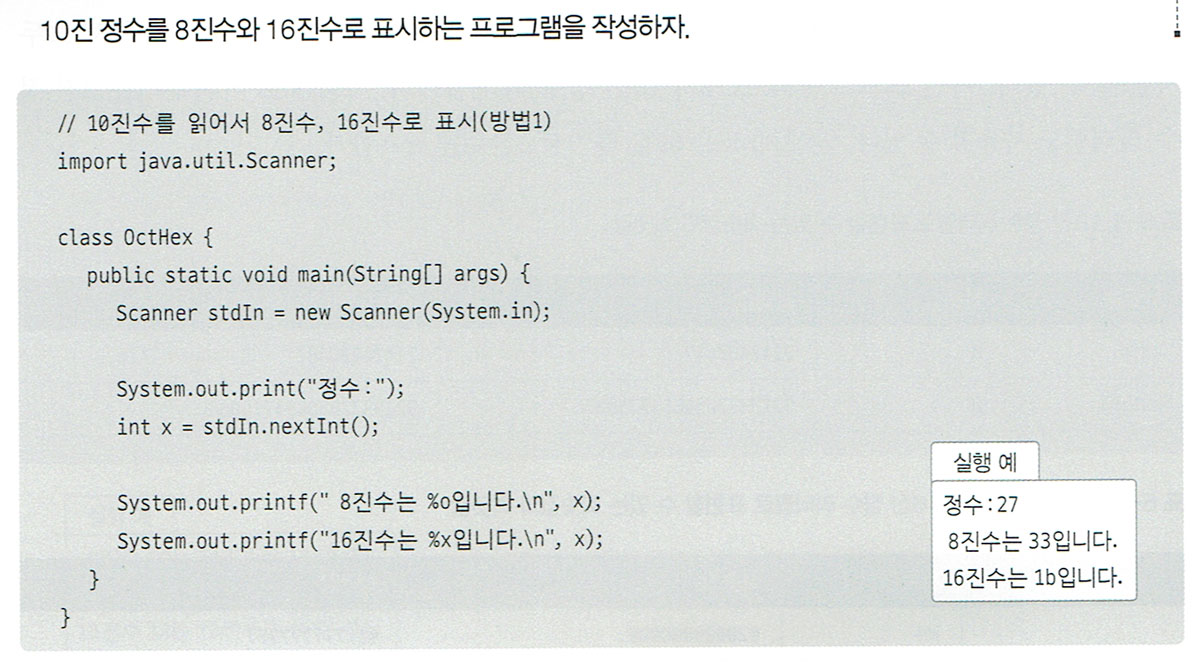 10진 정수를 8진수와 16진수로 표시하는 프로그램을 작성하자.
// 10진수를 읽어서 8진수, 16진수로 표시(방법1)
import java.util.Scanner;
class OctHex {
public static void main(String[] args) {
Scanner stdIn = new Scanner(System.in);
System.out.print("정수:");
int x = stdIn.nextInt();
System.out.printf(" 8진수는 %o입니다.\n", x);
System.out.printf("16진수는 %x입니다.\n", x);
}
}
실행 예
정수:27
8진수는 33입니다.
16진수는 1b입니다.